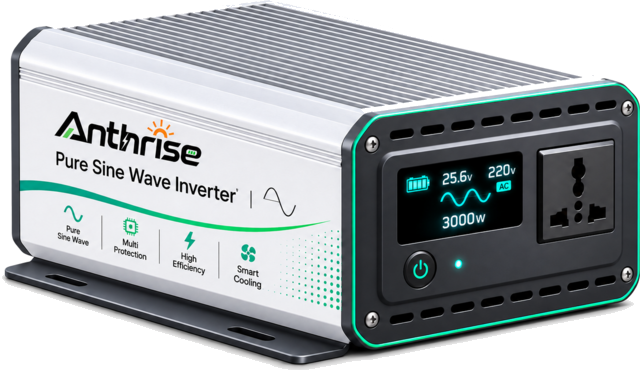 Anthrise
Pure Sine Wave Inverter
Pure
Sine Wave
Multi
Protection
High
Efficiency
Smart
Cooling
25.6v 220v
AC
3000w